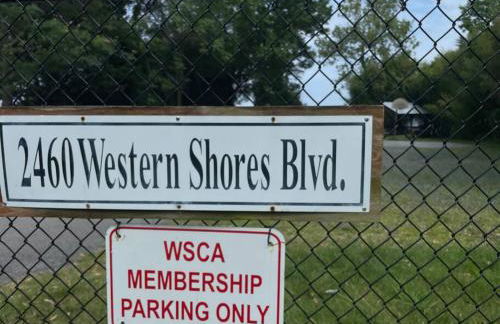 2460 Western Shores Blvd.
WSCA
MEMBERSHIP
PARKING ONLY